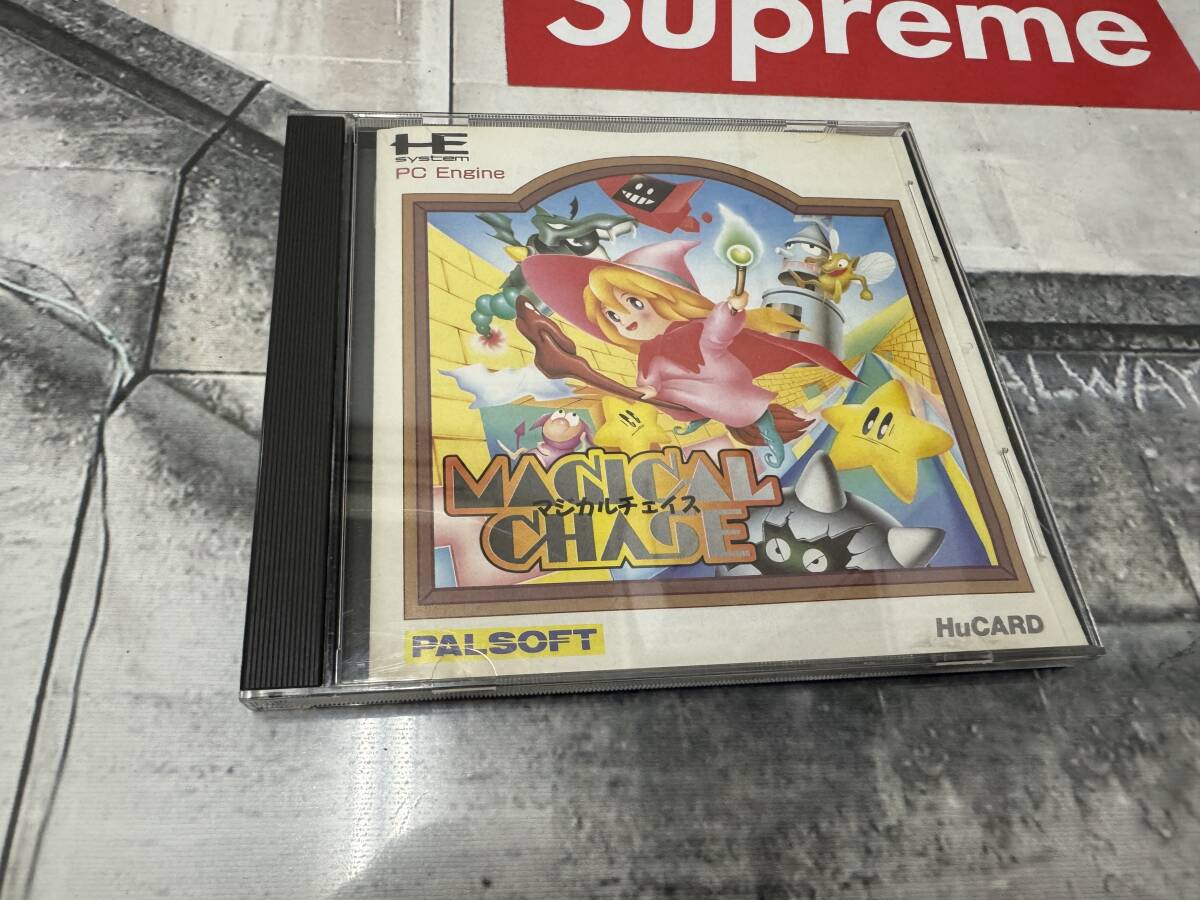 Supreme
HE
system
PC Engine
ALWAY
MAGICAL
マジカルチェイス
CHASE
PALSOFT
HuCARD